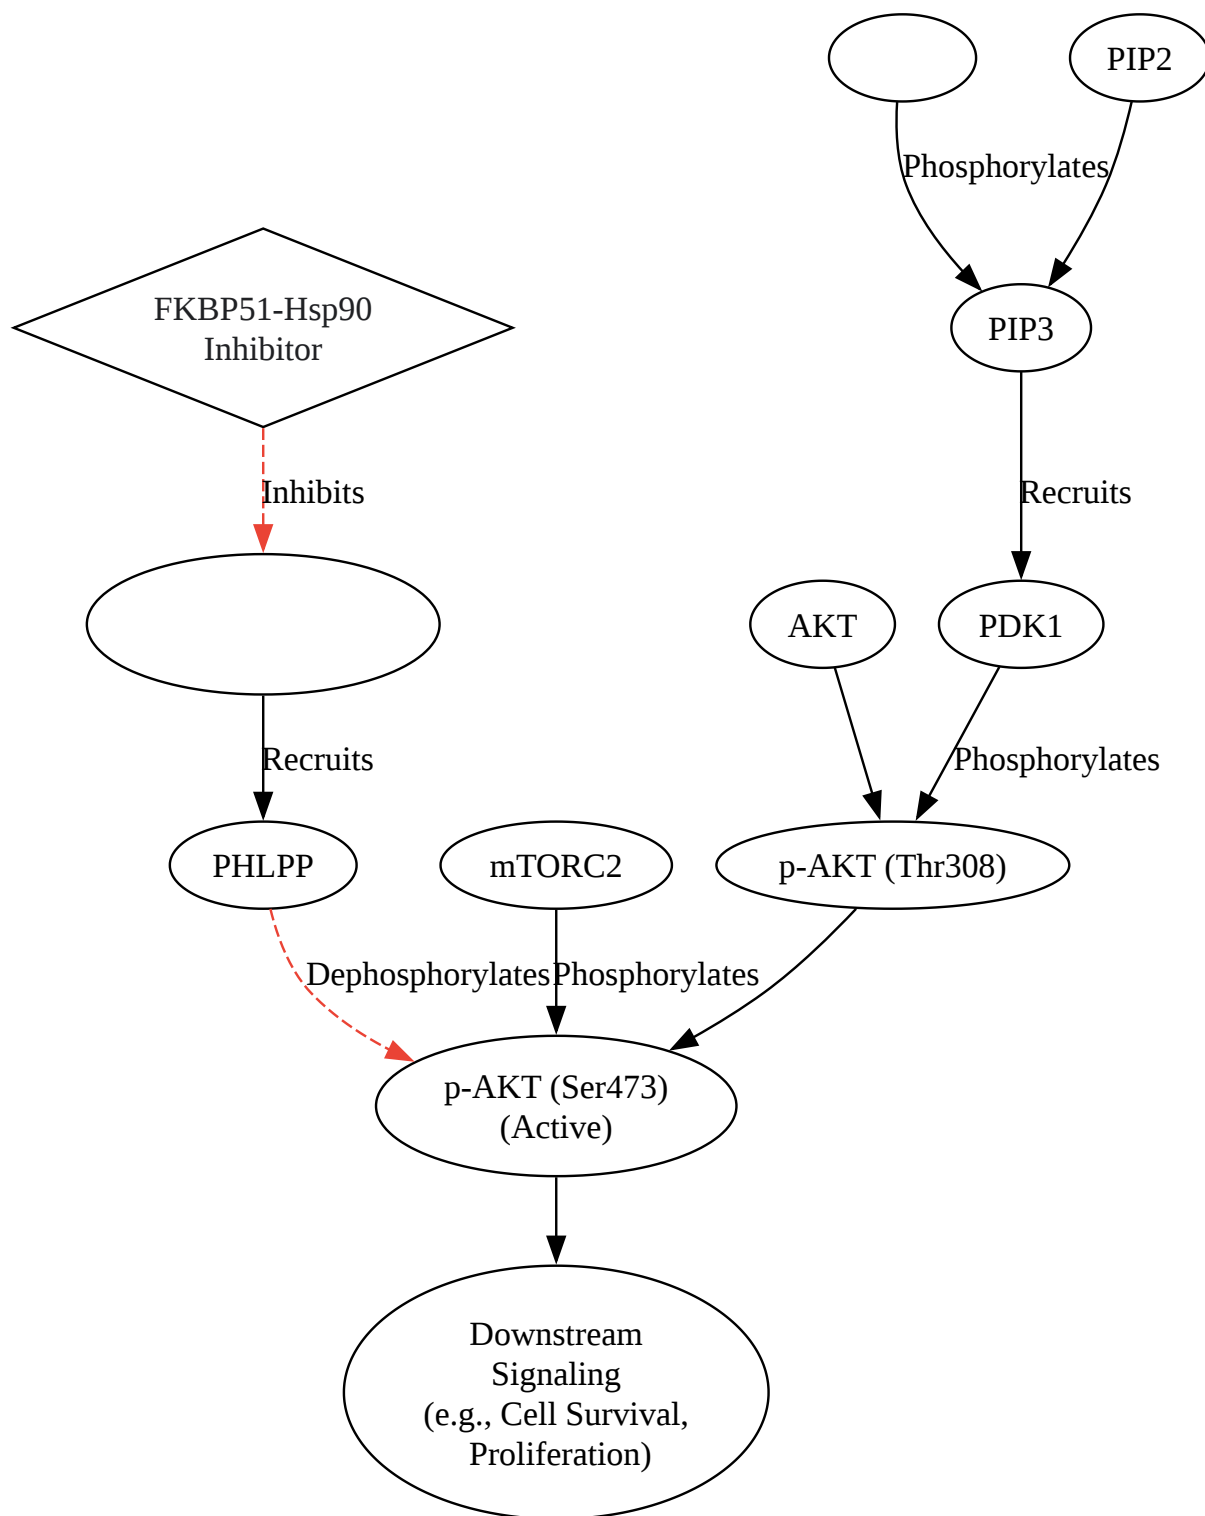 PIP2
Phosphorylates
FKBP51-Hsp90
Inhibitor
PIP3
Inhibits
Recruits
AKT
PDK1
Recruits
Phosphorylates
PHLPP
mTORC2
p-AKT (Thr308)
Dephosphorylates
Phosphorylates
p-AKT (Ser473)
(Active)
Downstream
Signaling
(e.g., Cell Survival,
Proliferation)